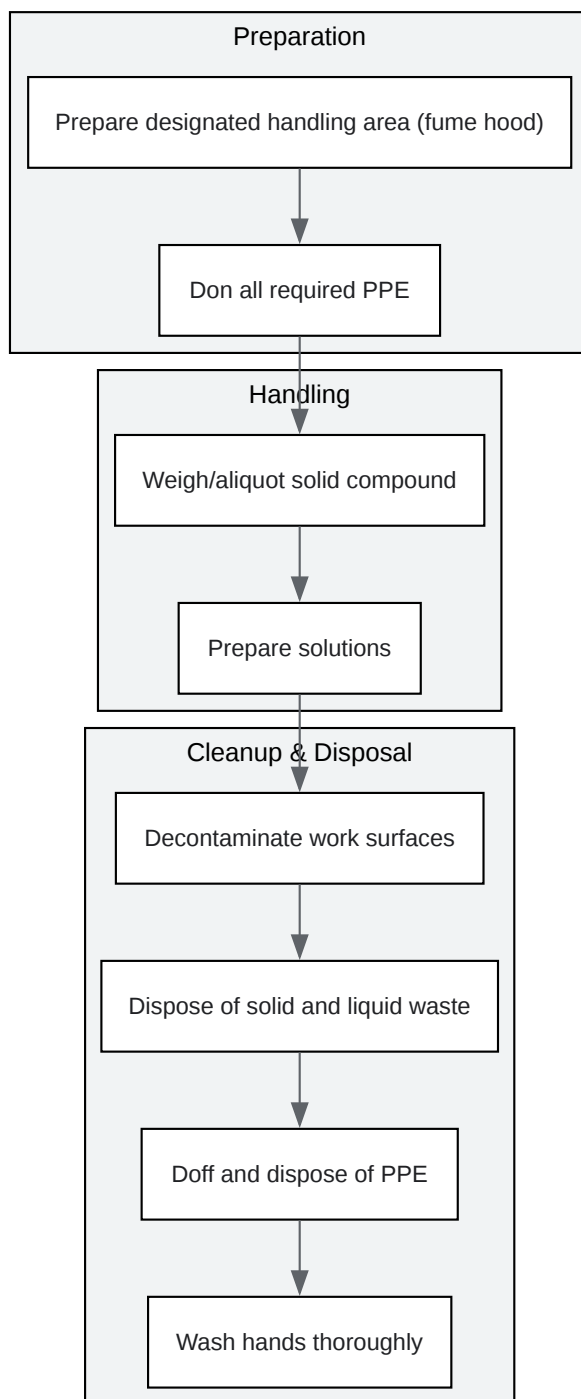 Preparation
Prepare designated handling area (fume hood)
Don all required PPE
Handling
Weigh/aliquot solid compound
Prepare solutions
Cleanup & Disposal
Decontaminate work surfaces
Dispose of solid and liquid waste
Doff and dispose of PPE
Wash hands thoroughly